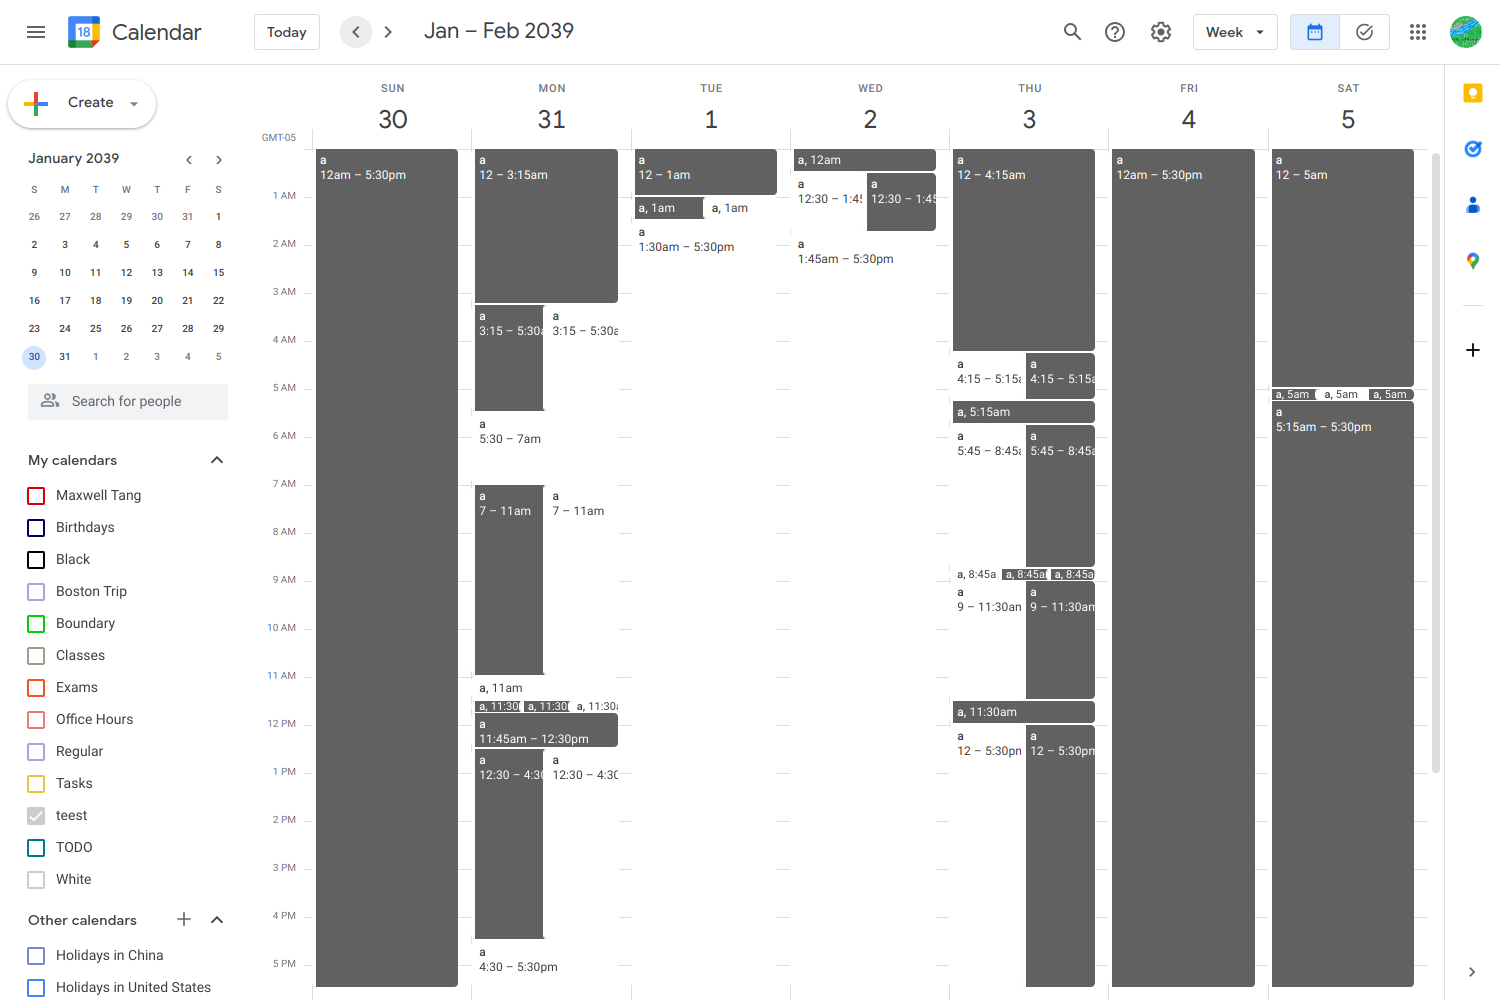 18 Calendar Today Jan – Feb 2039 Week
Create
January 2039
S M T W T F S
26 27 28 29 30 31 1
2 3 4 5 6 7 8
9 10 11 12 13 14 15
16 17 18 19 20 21 22
23 24 25 26 27 28 29
30 31 1 2 3 4 5
Search for people
My calendars
Maxwell Tang
Birthdays
Black
Boston Trip
Boundary
Classes
Exams
Office Hours
Regular
Tasks
teest
TODO
White
Other calendars
Holidays in China
Holidays in United States
SUN MON TUE WED THU FRI SAT
30 31 1 2 3 4 5
GMT-05
1 AM
2 AM
3 AM
4 AM
5 AM
6 AM
7 AM
8 AM
9 AM
10 AM
11 AM
12 PM
1 PM
2 PM
3 PM
4 PM
5 PM
a
12am – 5:30pm
a
12 – 3:15am
a
3:15 – 5:30a
a
3:15 – 5:30a
a
5:30 – 7am
a
7 – 11am
a
7 – 11am
a, 11am
a, 11:30
a, 11:30
a, 11:30a
a
11:45am – 12:30pm
a
12:30 – 4:30
a
12:30 – 4:30
a
4:30 – 5:30pm
a
12 – 1am
a, 1am
a, 1am
a
1:30am – 5:30pm
a, 12am
a
12:30 – 1:45
a
12:30 – 1:45
a
1:45am – 5:30pm
a
12 – 4:15am
a
4:15 – 5:15a
a
4:15 – 5:15a
a, 5:15am
a
5:45 – 8:45a
a
5:45 – 8:45a
a, 8:45a
a, 8:45a
a, 8:45a
a
9 – 11:30am
a
9 – 11:30am
a, 11:30am
a
12 – 5:30pm
a
12 – 5:30pm
a
12am – 5:30pm
a
12 – 5am
a, 5am
a, 5am
a, 5am
a
5:15am – 5:30pm